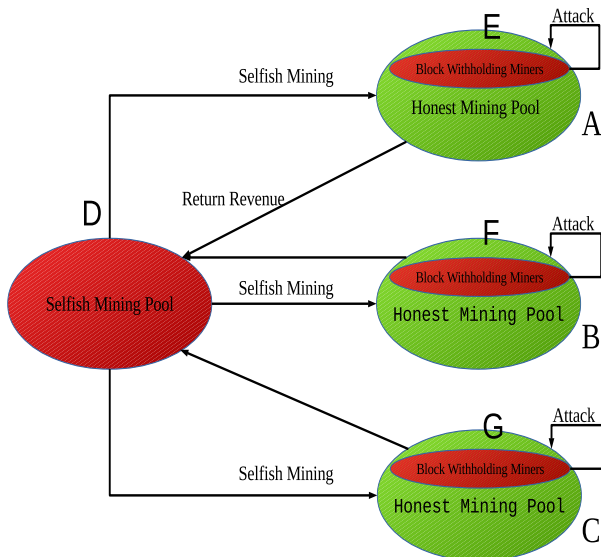 E
Attack
Block Withholding Miners
Selfish Mining
Honest Mining Pool
A
Return Revenue
D
F
Attack
Block Withholding Miners
Selfish Mining
Selfish Mining Pool
Honest Mining Pool
B
G
Attack
Block Withholding Miners
Selfish Mining
Honest Mining Pool
C